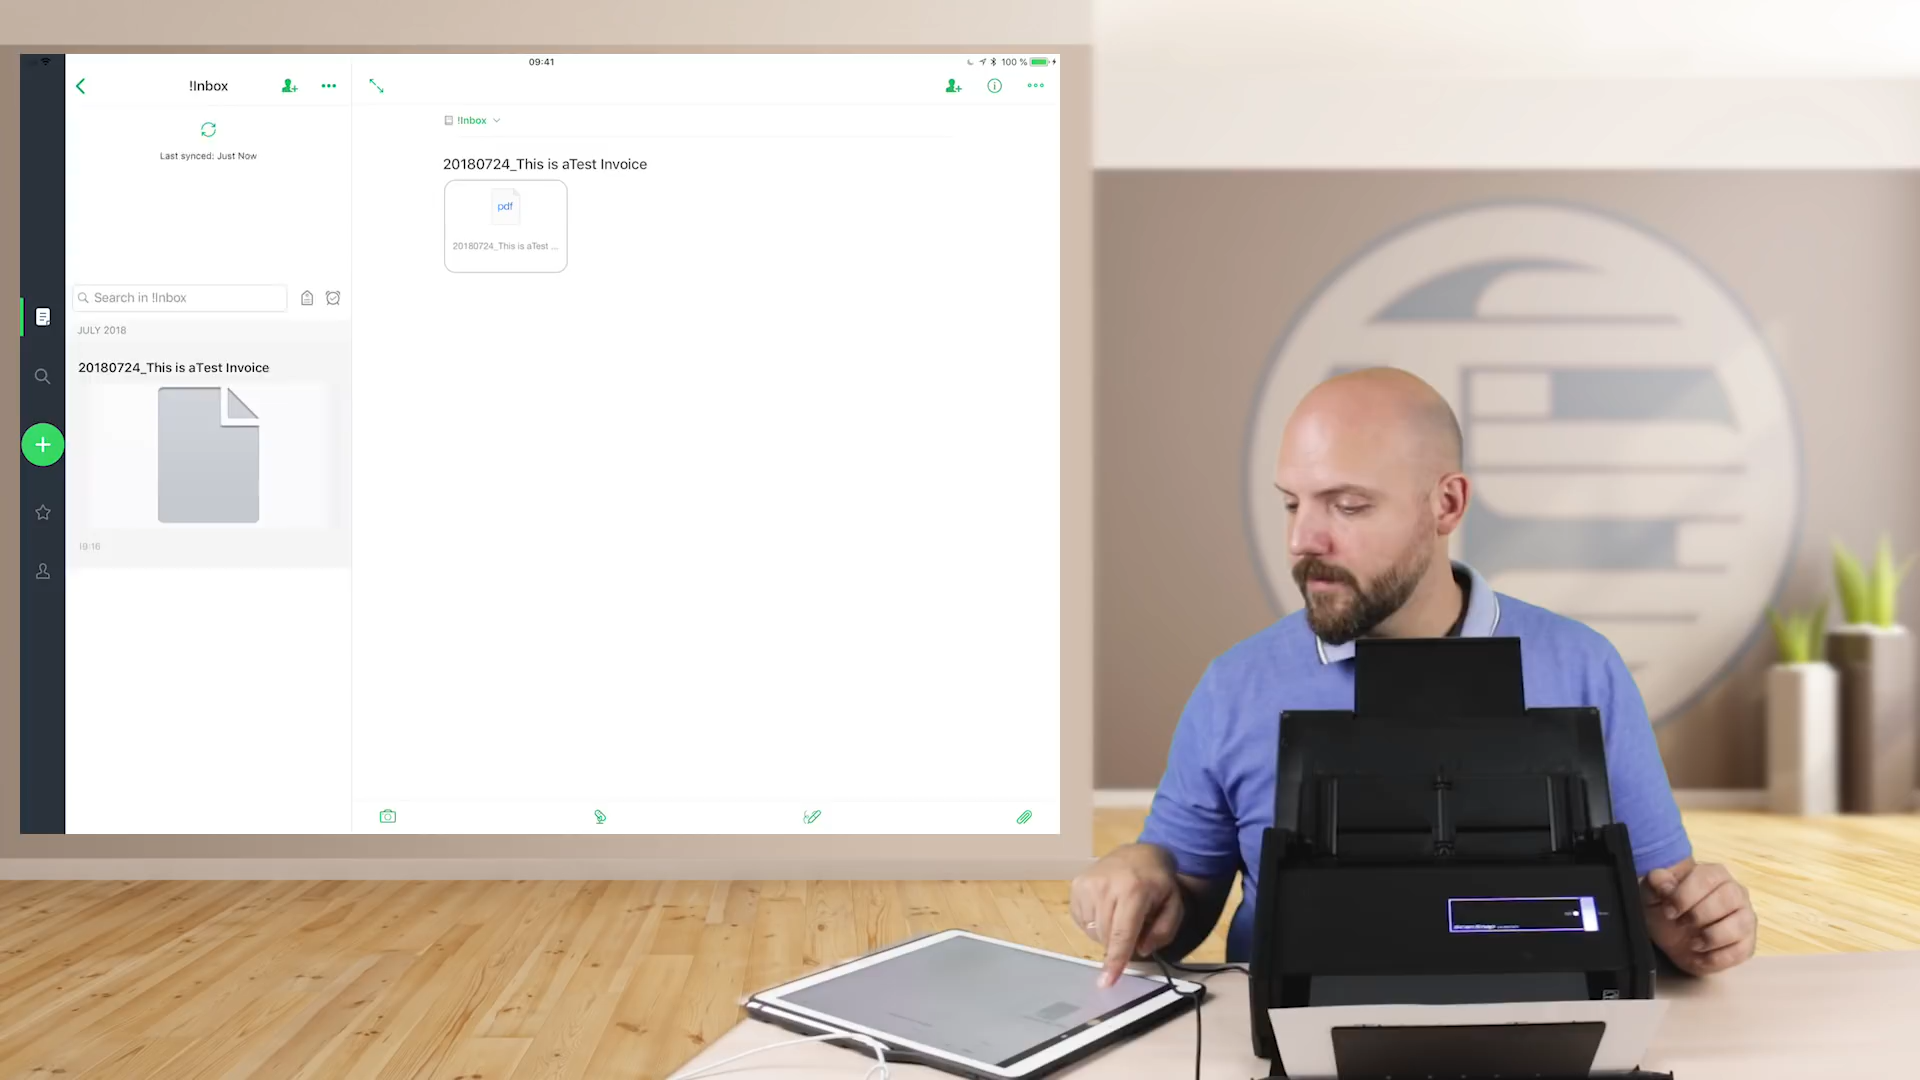 09:41
100 %
!Inbox
Last synced: Just Now
!Inbox
20180724_This is aTest Invoice
pdf
20180724_This is aTest ...
Search in !Inbox
JULY 2018
20180724_This is aTest Invoice
19:16
ScanSnap